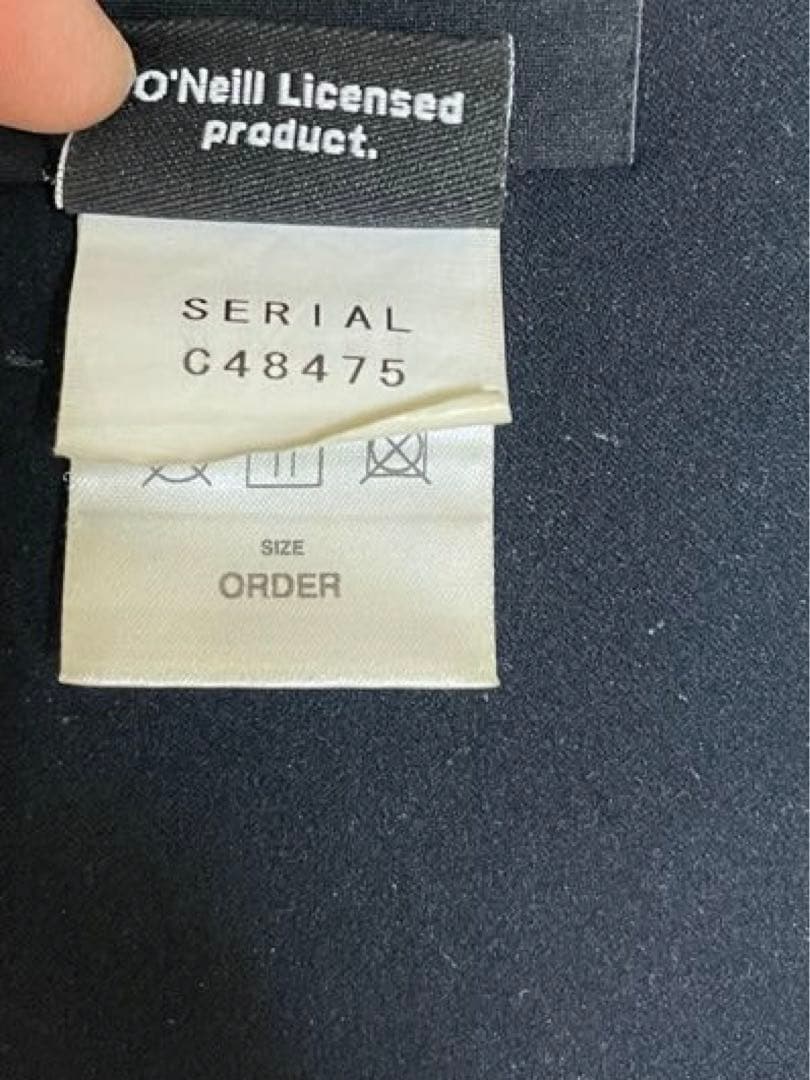 O'Neill Licensed
product.
SERIAL
C48475
SIZE
ORDER